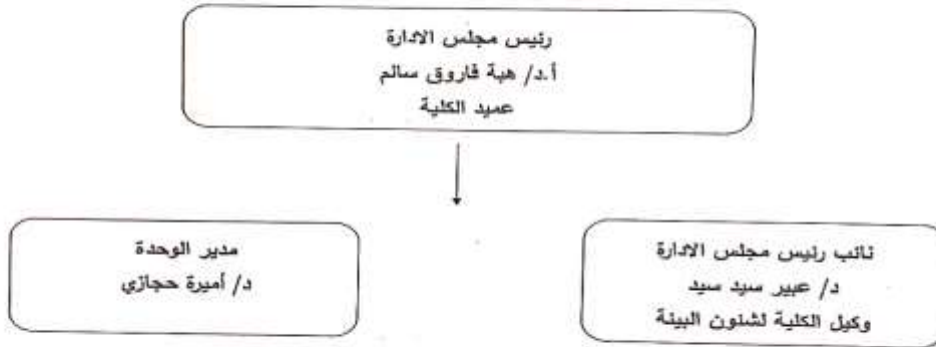 رئيس مجلس الادارة
أ.د/ هبة فاروق سالم
عميد الكلية
نائب رئيس مجلس الادارة
د/ عبير سيد سيد
وكيل الكلية لشئون البيئة
مدير الوحدة
د/ أميرة حجازي